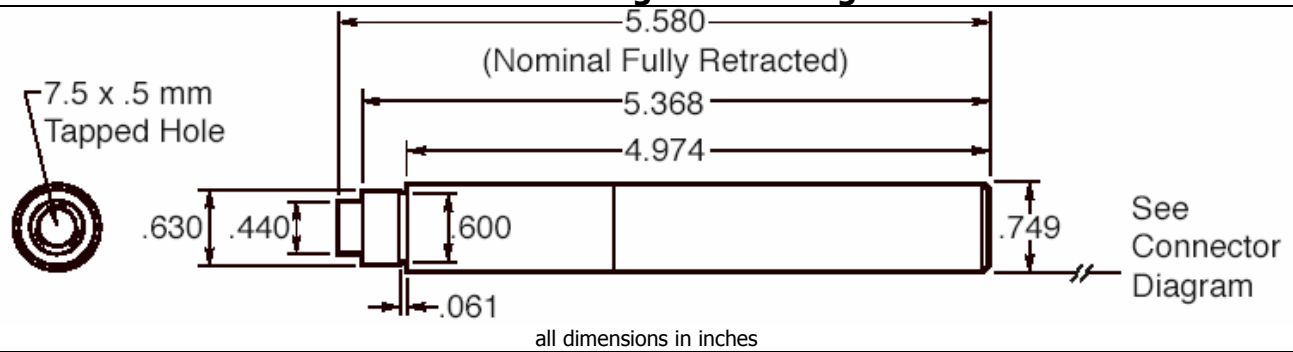 5.580
(Nominal Fully Retracted)
7.5 x .5 mm
Tapped Hole
5.368
4.974
.630
.440
.600
.749
See
Connector
Diagram
.061
all dimensions in inches